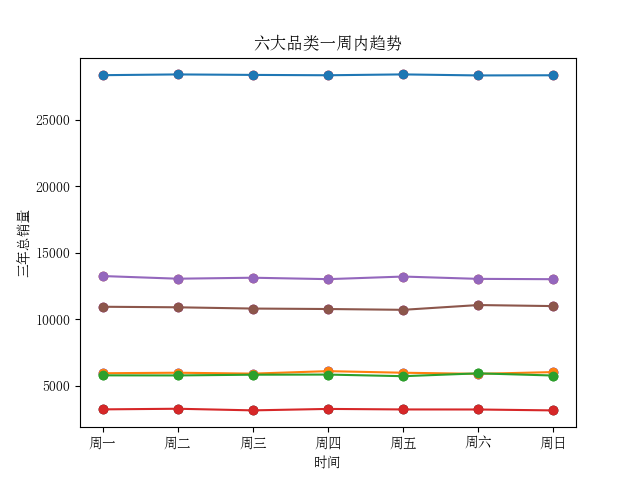 六大品类一周内趋势
三年总销量
25000
20000
15000
10000
5000
周一 周二 周三 周四 周五 周六 周日
时间